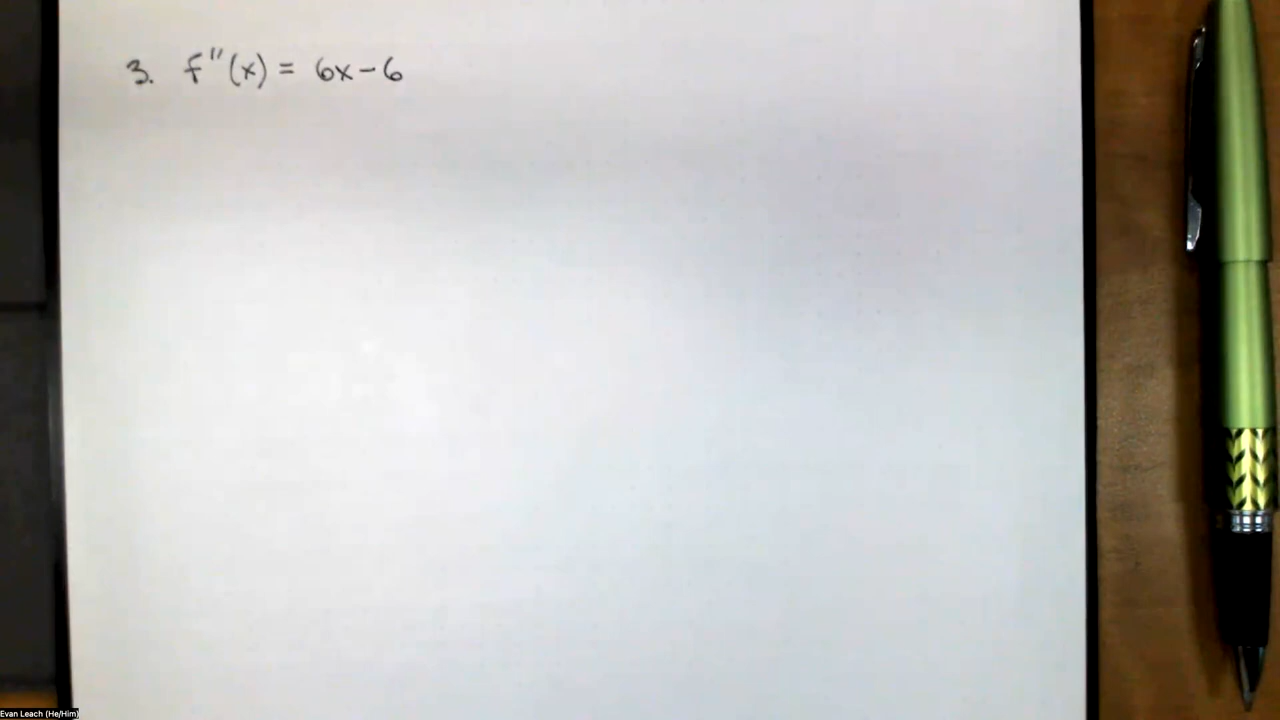 3. f''(x) = 6x - 6
Evan Leach (He/Him)